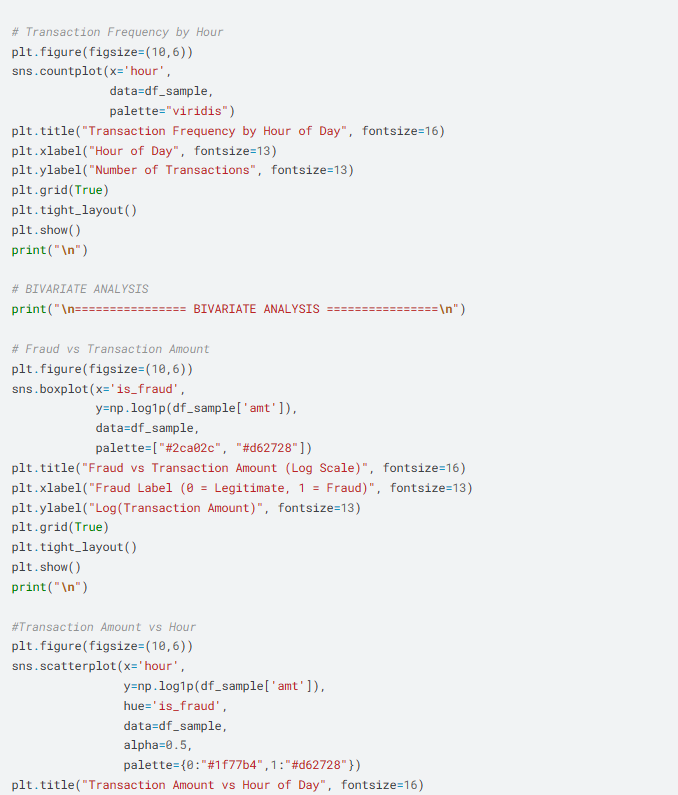 # Transaction Frequency by Hour
plt.figure(figsize=(10,6))
sns.countplot(x='hour',
              data=df_sample,
              palette="viridis")
plt.title("Transaction Frequency by Hour of Day", fontsize=16)
plt.xlabel("Hour of Day", fontsize=13)
plt.ylabel("Number of Transactions", fontsize=13)
plt.grid(True)
plt.tight_layout()
plt.show()
print("\n")

# BIVARIATE ANALYSIS
print("\n================ BIVARIATE ANALYSIS ================\n")

# Fraud vs Transaction Amount
plt.figure(figsize=(10,6))
sns.boxplot(x='is_fraud',
            y=np.log1p(df_sample['amt']),
            data=df_sample,
            palette=["#2ca02c", "#d62728"])
plt.title("Fraud vs Transaction Amount (Log Scale)", fontsize=16)
plt.xlabel("Fraud Label (0 = Legitimate, 1 = Fraud)", fontsize=13)
plt.ylabel("Log(Transaction Amount)", fontsize=13)
plt.grid(True)
plt.tight_layout()
plt.show()
print("\n")

#Transaction Amount vs Hour
plt.figure(figsize=(10,6))
sns.scatterplot(x='hour',
                y=np.log1p(df_sample['amt']),
                hue='is_fraud',
                data=df_sample,
                alpha=0.5,
                palette={0:"#1f77b4",1:"#d62728"})
plt.title("Transaction Amount vs Hour of Day", fontsize=16)